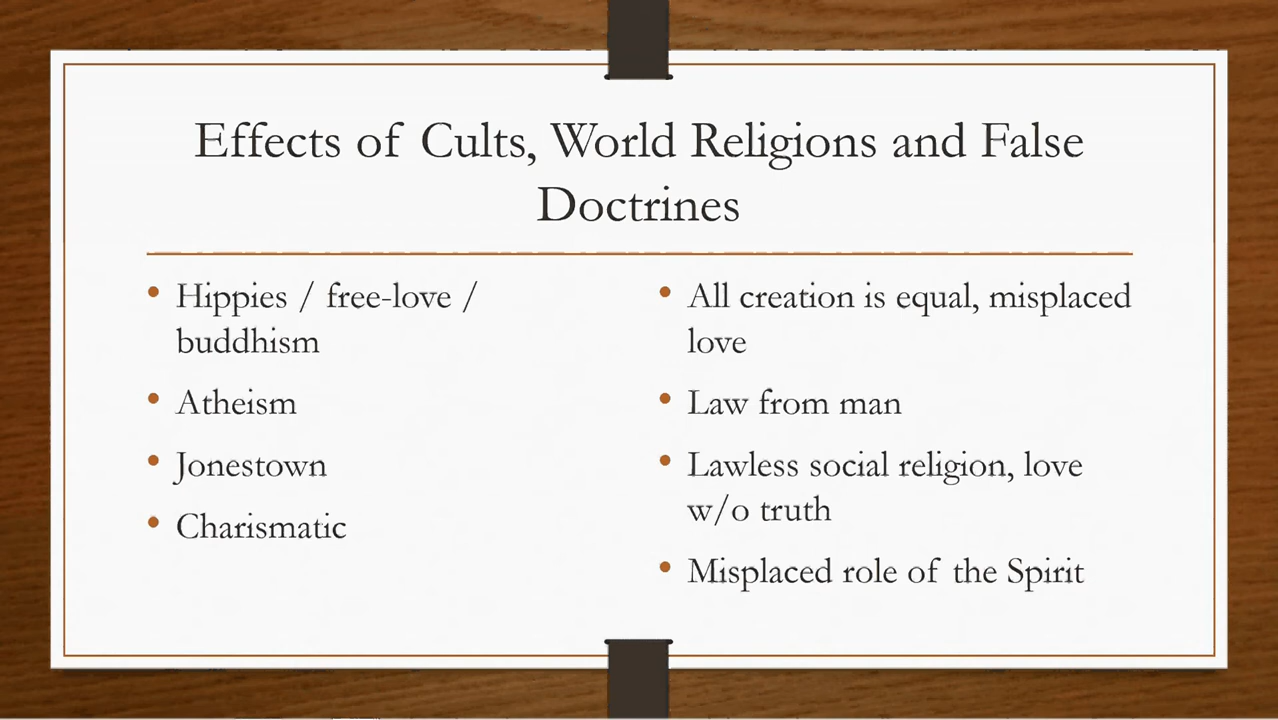 Effects of Cults, World Religions and False
Doctrines
• Hippies / free-love /
buddhism
• Atheism
• Jonestown
• Charismatic
• All creation is equal, misplaced
love
• Law from man
• Lawless social religion, love
w/o truth
• Misplaced role of the Spirit